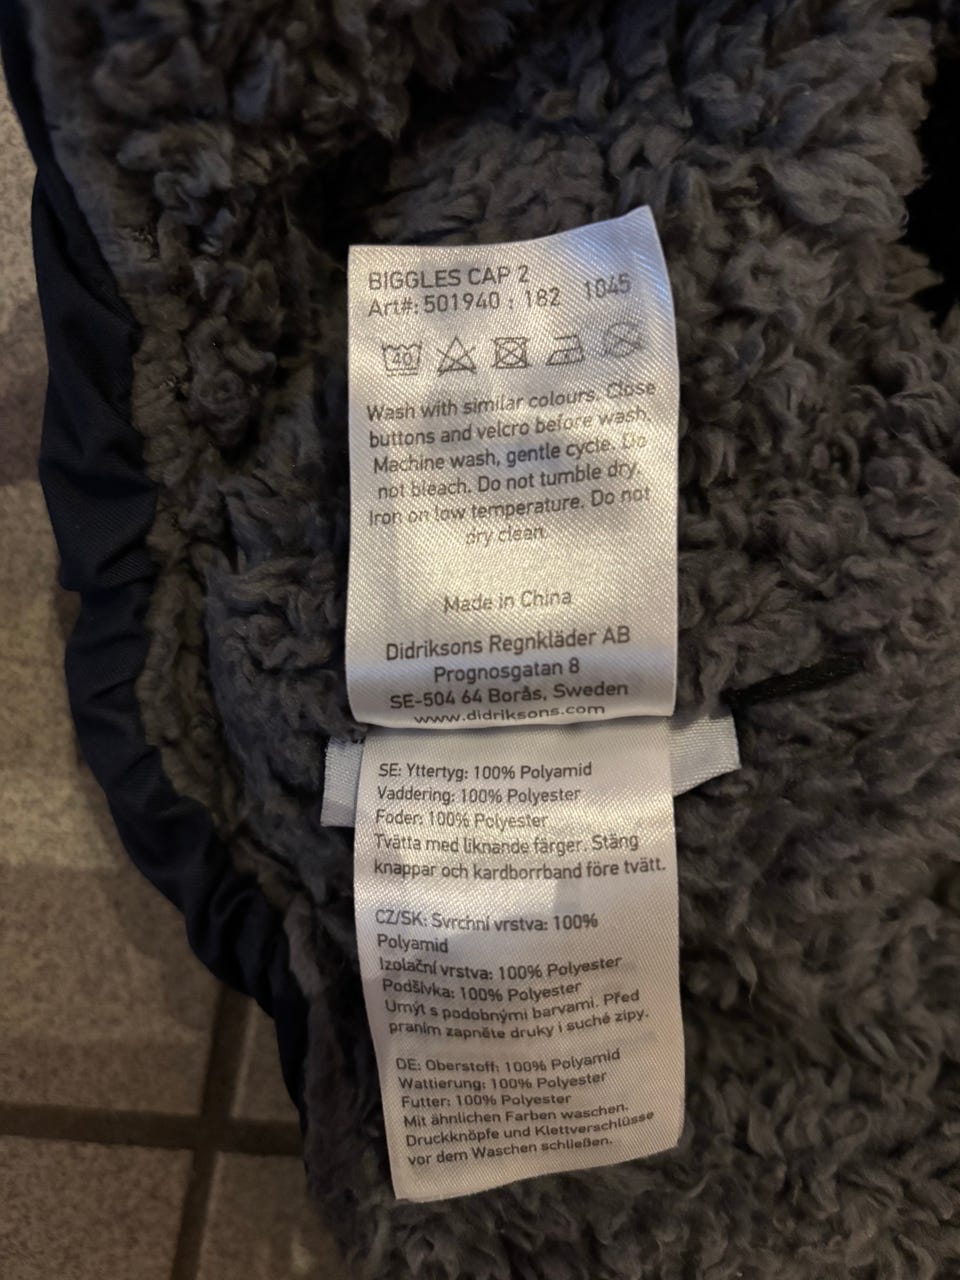 BIGGLES CAP 2
Art#: 501940 : 182 1045
40
Wash with similar colours. Close
buttons and velcro before wash.
Machine wash, gentle cycle. Do
not bleach. Do not tumble dry.
Iron on low temperature. Do not
dry clean.
Made in China
Didriksons Regnkläder AB
Prognosgatan 8
SE-504 64 Borås, Sweden
www.didriksons.com
SE: Yttertyg: 100% Polyamid
Vaddering: 100% Polyester
Foder: 100% Polyester
Tvätta med liknande färger. Stäng
knappar och kardborrband före tvätt.
CZ/SK: Svrchní vrstva: 100%
Polyamid
Izolační vrstva: 100% Polyester
Podšívka: 100% Polyester
Umýt s podobnými barvami. Před
praním zapněte druky i suché zipy.
DE: Oberstoff: 100% Polyamid
Wattierung: 100% Polyester
Futter: 100% Polyester
Mit ähnlichen Farben waschen.
Druckknöpfe und Klettverschlüsse
vor dem Waschen schließen.